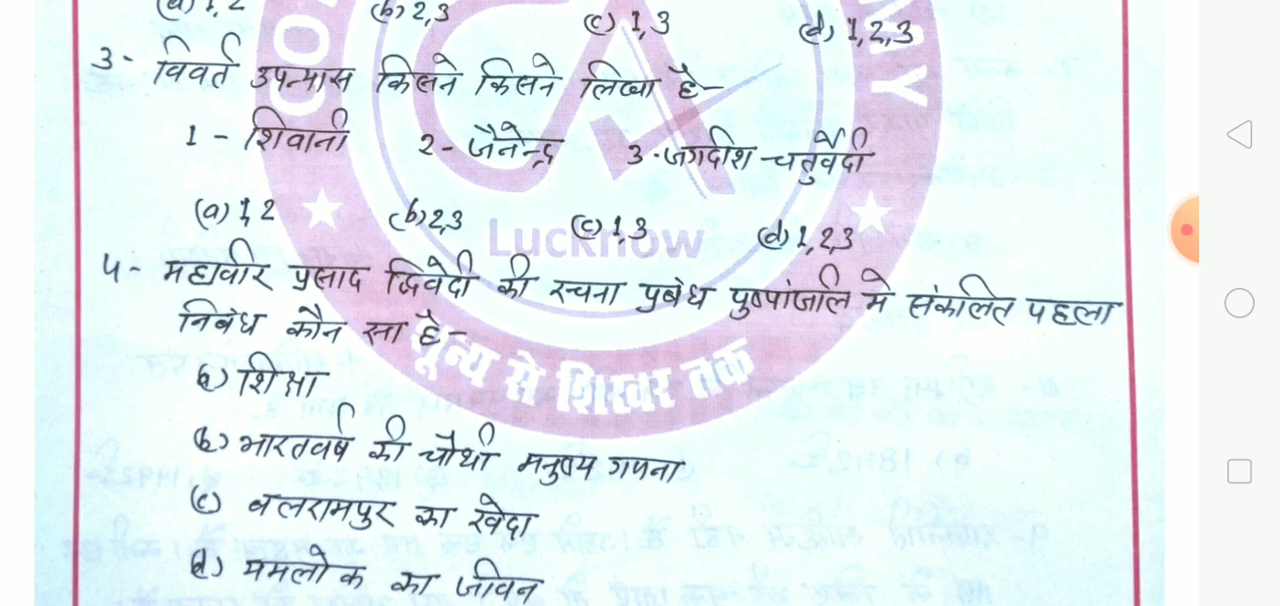 (a) 1, 2 (b) 2,3 (c) 1,3 (d) 1,2,3
3- विवर्त उपन्यास किसने किसने लिखा है-
1 - शिवानी 2- जैनेन्द्र 3.जगदीश चतुर्वेदी
(a) 1, 2 (b) 2,3 (c) 1,3 (d) 1,2,3
Lucknow
4- महावीर प्रसाद द्विवेदी की रचना प्रबंध पुष्पांजलि मे संकलित पहला
निबंध कौन सा है-
शून्य से शिखर तक
(a) शिक्षा
(b) भारतवर्ष की चौथी मनुष्य गणना
(c) बलरामपुर का खेदा
(d) यमलोक का जीवन